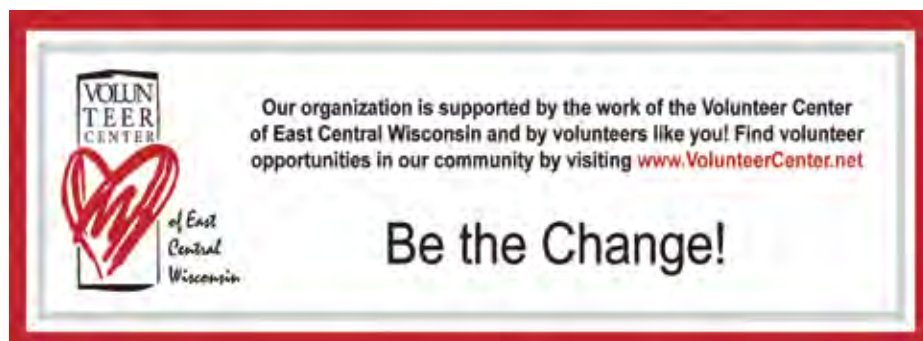 VOLUN
TEER
CENTER
of East
Central
Wisconsin
Our organization is supported by the work of the Volunteer Center
of East Central Wisconsin and by volunteers like you! Find volunteer
opportunities in our community by visiting www.VolunteerCenter.net
Be the Change!